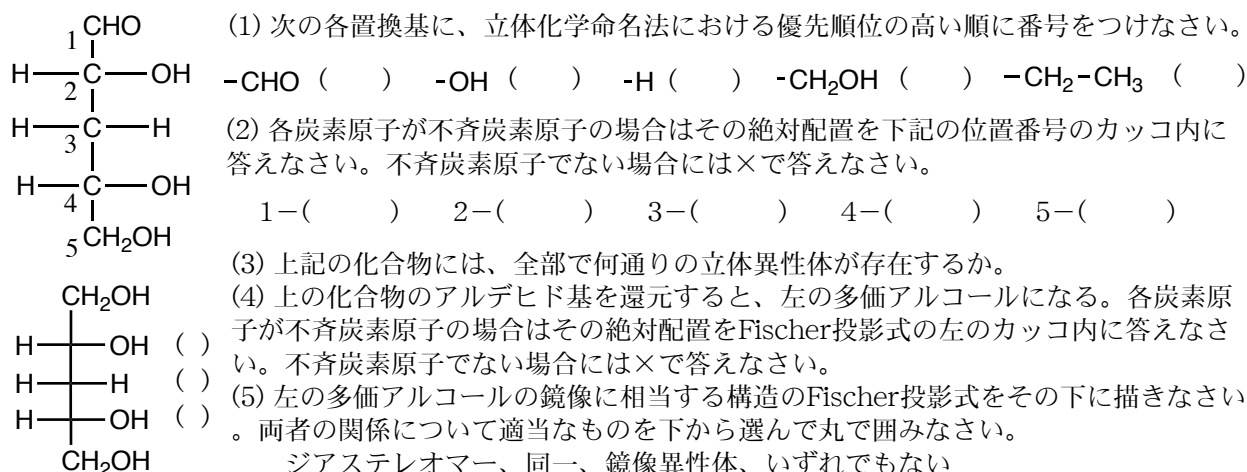 1 CHO
H C OH
2
H C H
3
H C OH
4
5 CH₂OH
(1) 次の各置換基に、立体化学命名法における優先順位の高い順に番号をつけなさい。
-CHO (　　) -OH (　　) -H (　　) -CH₂OH (　　) -CH₂-CH₃ (　　)
(2) 各炭素原子が不斉炭素原子の場合はその絶対配置を下記の位置番号のカッコ内に
答えなさい。不斉炭素原子でない場合には×で答えなさい。
1-(　　) 2-(　　) 3-(　　) 4-(　　) 5-(　　)
(3) 上記の化合物には、全部で何通りの立体異性体が存在するか。
CH₂OH
H OH ( )
H H ( )
H OH ( )
CH₂OH
(4) 上の化合物のアルデヒド基を還元すると、左の多価アルコールになる。各炭素原
子が不斉炭素原子の場合はその絶対配置をFischer投影式の左のカッコ内に答えなさ
い。不斉炭素原子でない場合には×で答えなさい。
(5) 左の多価アルコールの鏡像に相当する構造のFischer投影式をその下に描きなさい
。両者の関係について適当なものを下から選んで丸で囲みなさい。
ジアステレオマー、同一、鏡像異性体、いずれでもない